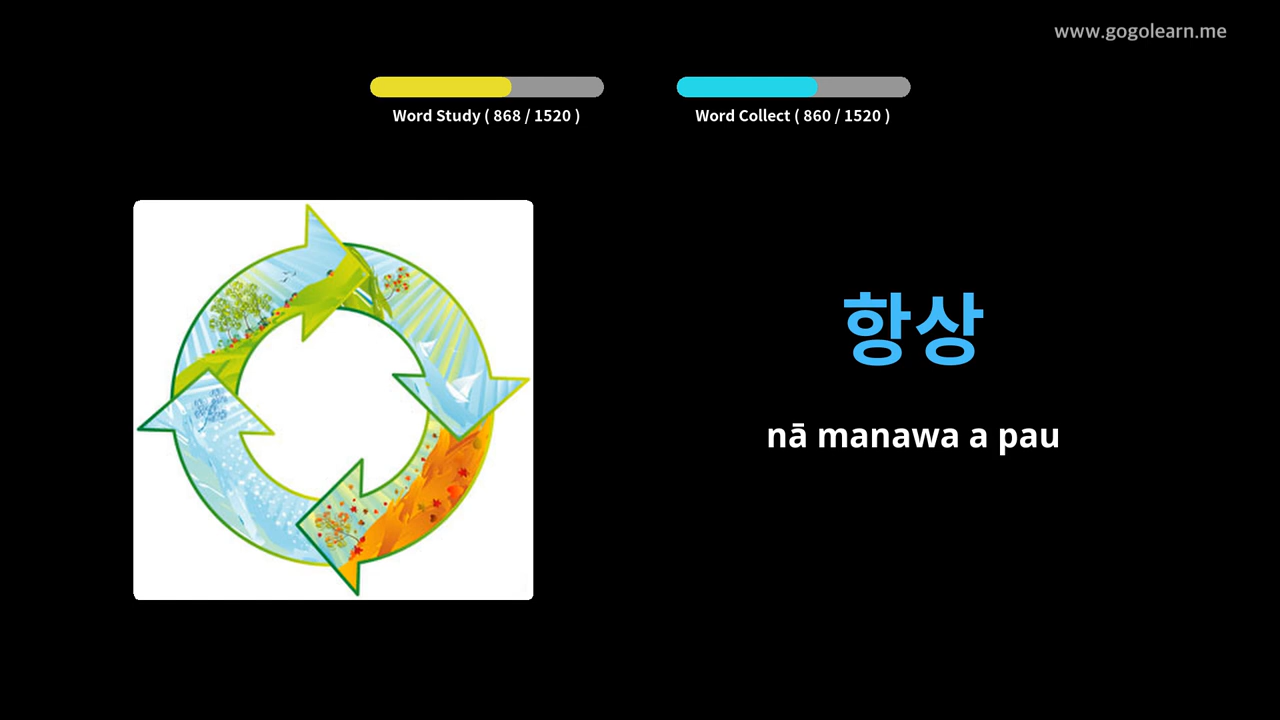 www.gogolearn.me
Word Study ( 868 / 1520 )
Word Collect ( 860 / 1520 )
항상
nā manawa a pau